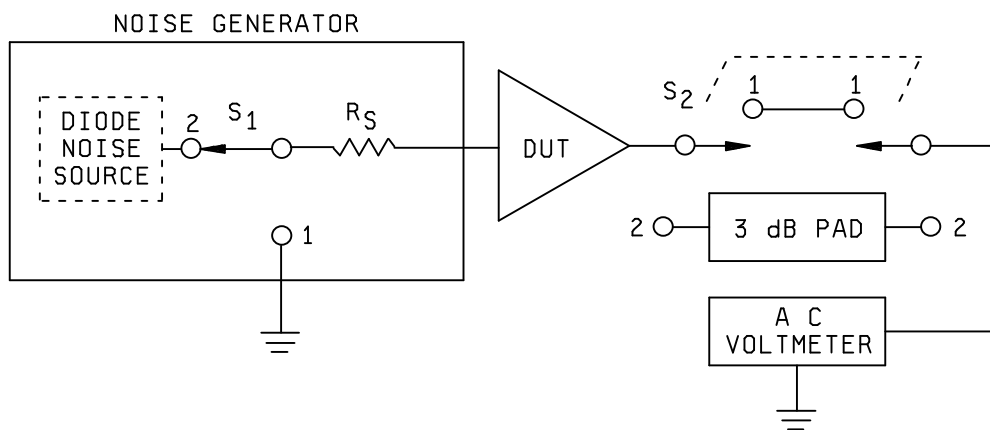 NOISE GENERATOR
DIODE
NOISE
SOURCE
2
S1
RS
1
DUT
S2
1
1
2
3 dB PAD
2
A C
VOLTMETER